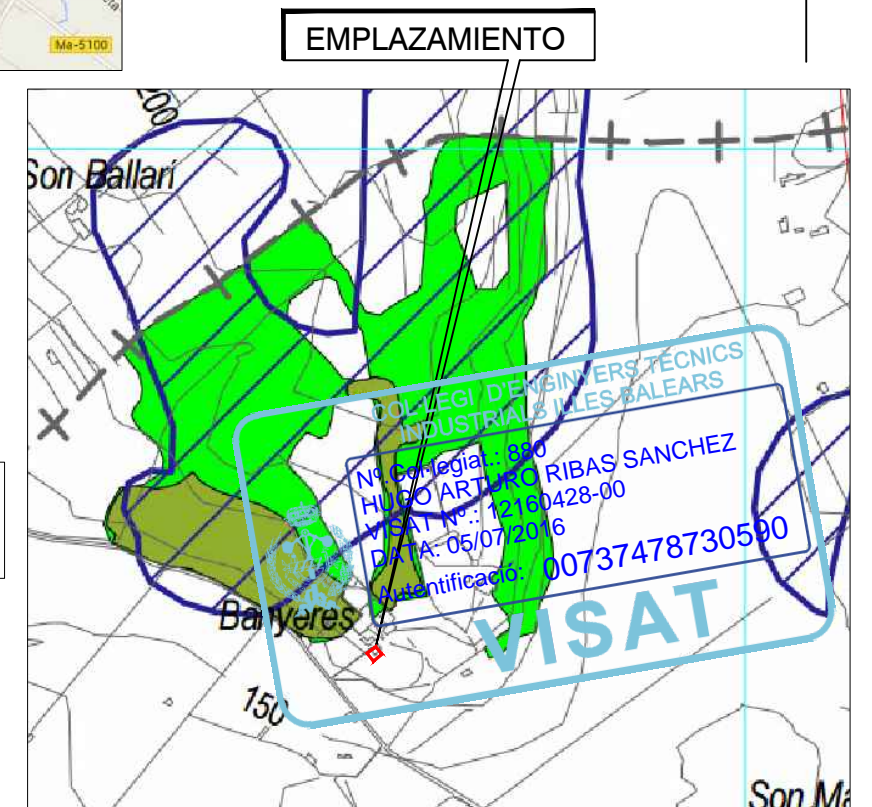 Ma-5100
EMPLAZAMIENTO
200
Son Ballarí
COL·LEGI D'ENGINYERS TÈCNICS
INDUSTRIALS ILLES BALEARS
Nº.Col·legiat.: 880
HUGO ARTURO RIBAS SANCHEZ
VISAT Nº.: 12160428-00
DATA: 05/07/2016
Autentificació: 00737478730590
VISAT
Banyeres
150
Son Ma